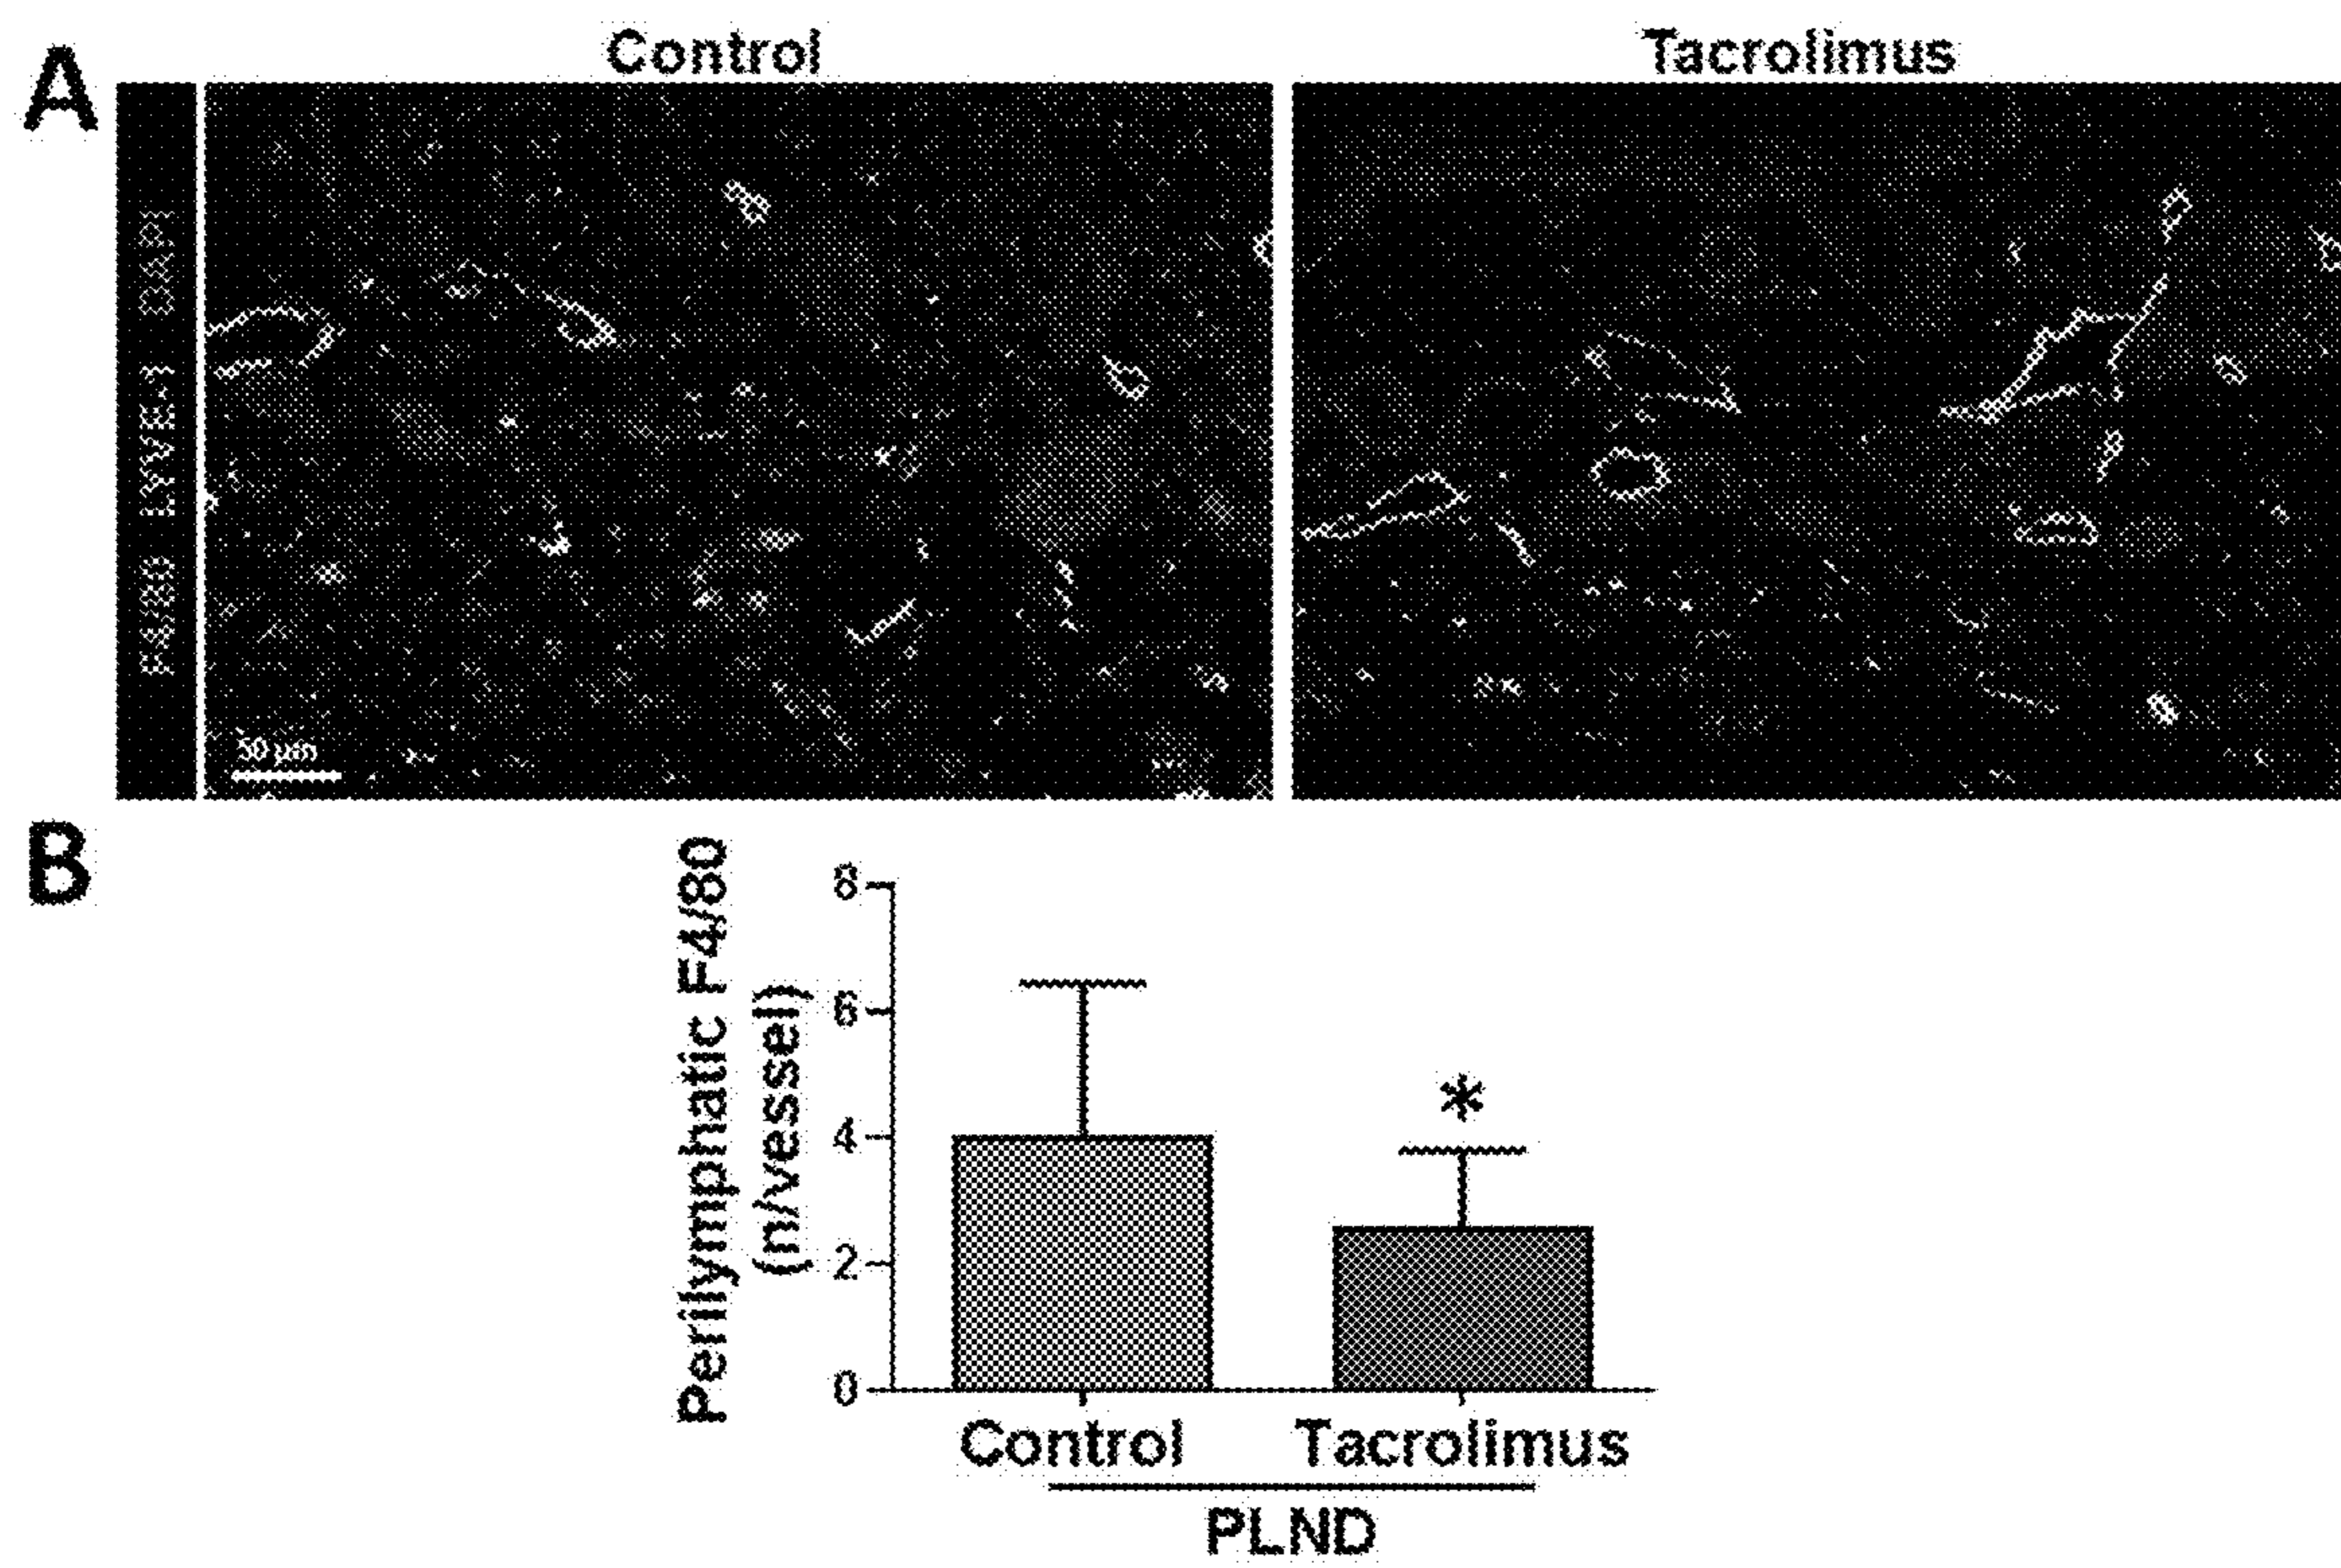 A
Control
Tacrolimus
F4/80 LYVE-1 DAPI
50 µm
B
Perilymphatic F4/80
(n/vessel)
8
6
4
2
0
*
Control
Tacrolimus
PLND